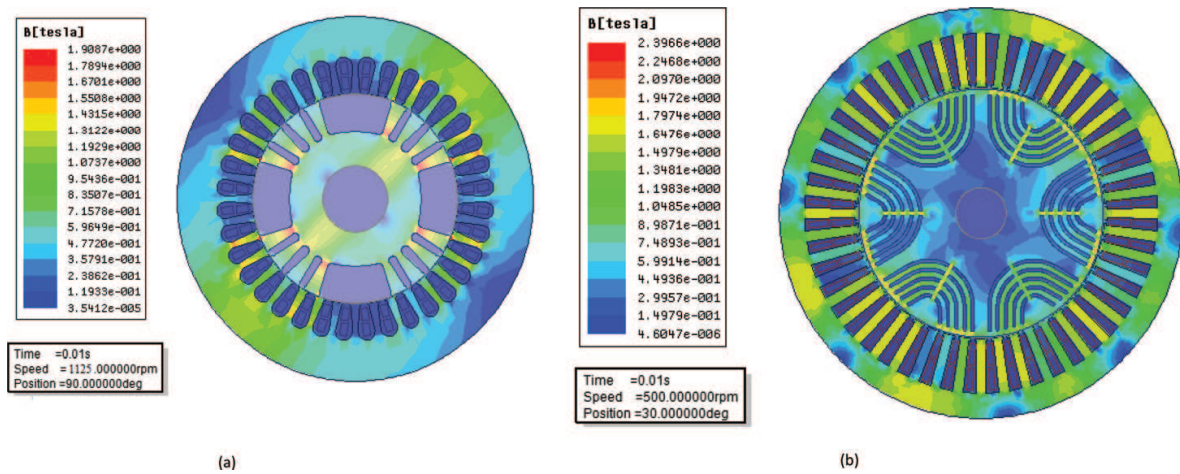 B[tesla]
1.9087e+000
1.7894e+000
1.6701e+000
1.5508e+000
1.4315e+000
1.3122e+000
1.1929e+000
1.0737e+000
9.5436e-001
8.3507e-001
7.1578e-001
5.9649e-001
4.7720e-001
3.5791e-001
2.3862e-001
1.1933e-001
3.5412e-005
Time =0.01s
Speed =1125.000000rpm
Position =90.000000deg
(a)
B[tesla]
2.3966e+000
2.2468e+000
2.0970e+000
1.9472e+000
1.7974e+000
1.6476e+000
1.4979e+000
1.3481e+000
1.1983e+000
1.0485e+000
8.9871e-001
7.4893e-001
5.9914e-001
4.4936e-001
2.9957e-001
1.4979e-001
4.6047e-006
Time =0.01s
Speed =500.000000rpm
Position =30.000000deg
(b)